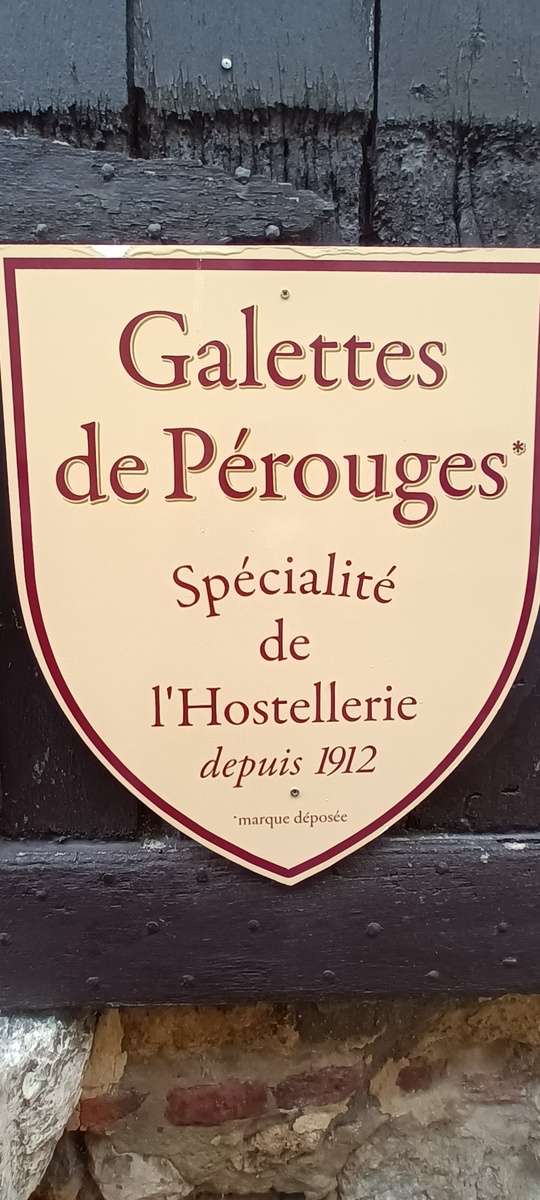 Galettes
de Pérouges*
Spécialité
de
l'Hostellerie
depuis 1912
*marque déposée